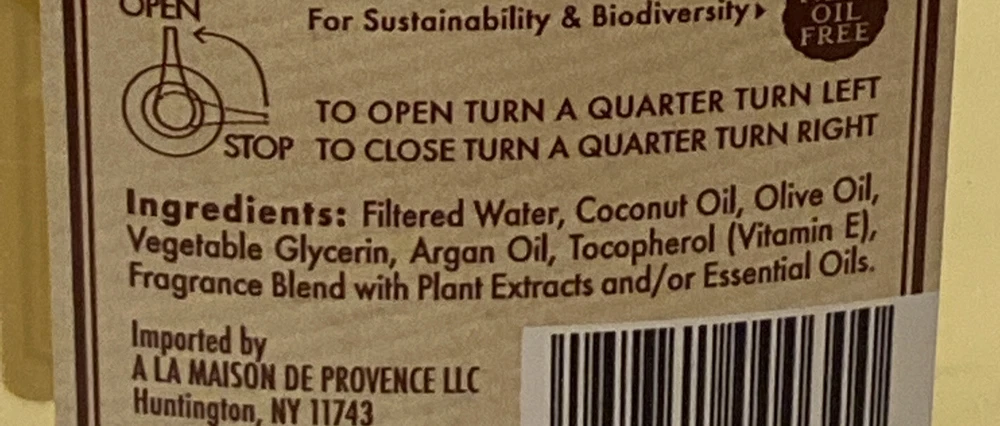 OPEN
For Sustainability & Biodiversity
OIL
FREE
TO OPEN TURN A QUARTER TURN LEFT
STOP TO CLOSE TURN A QUARTER TURN RIGHT
Ingredients: Filtered Water, Coconut Oil, Olive Oil,
Vegetable Glycerin, Argan Oil, Tocopherol (Vitamin E),
Fragrance Blend with Plant Extracts and/or Essential Oils.
Imported by
A LA MAISON DE PROVENCE LLC
Huntington, NY 11743